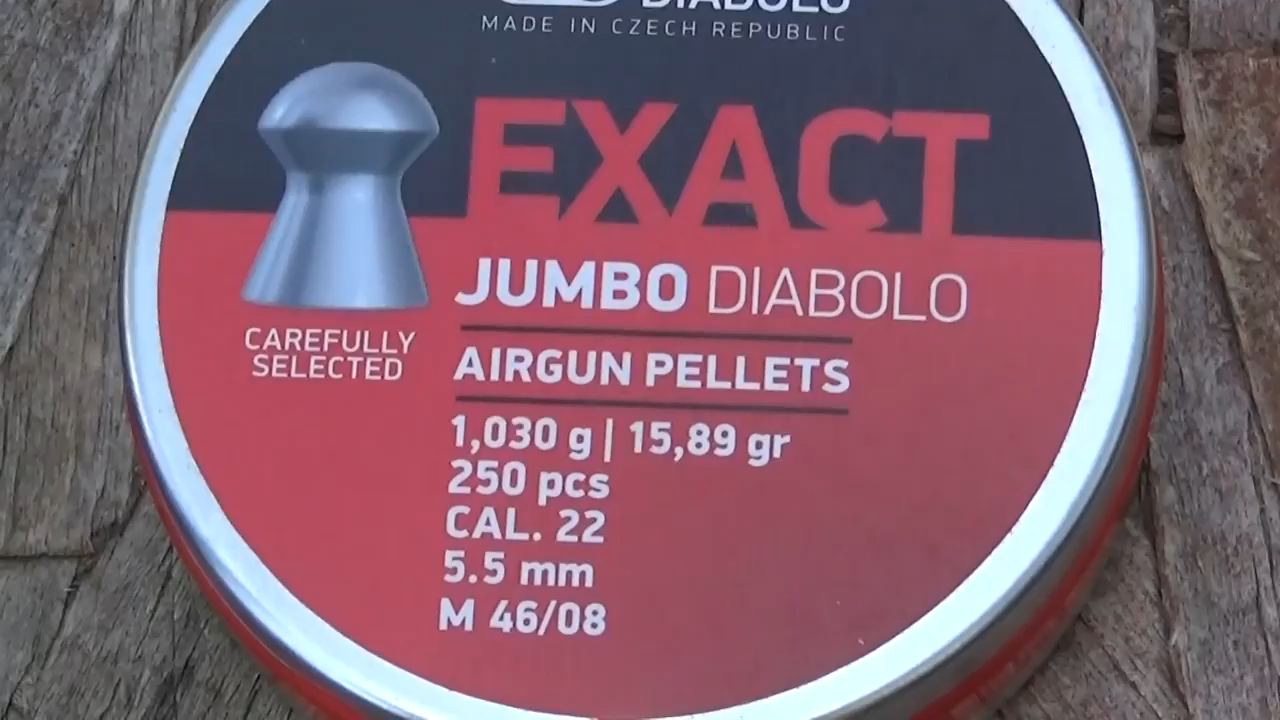 DIABOLO
MADE IN CZECH REPUBLIC
EXACT
JUMBO DIABOLO
CAREFULLY
SELECTED
AIRGUN PELLETS
1,030 g | 15,89 gr
250 pcs
CAL. 22
5.5 mm
M 46/08